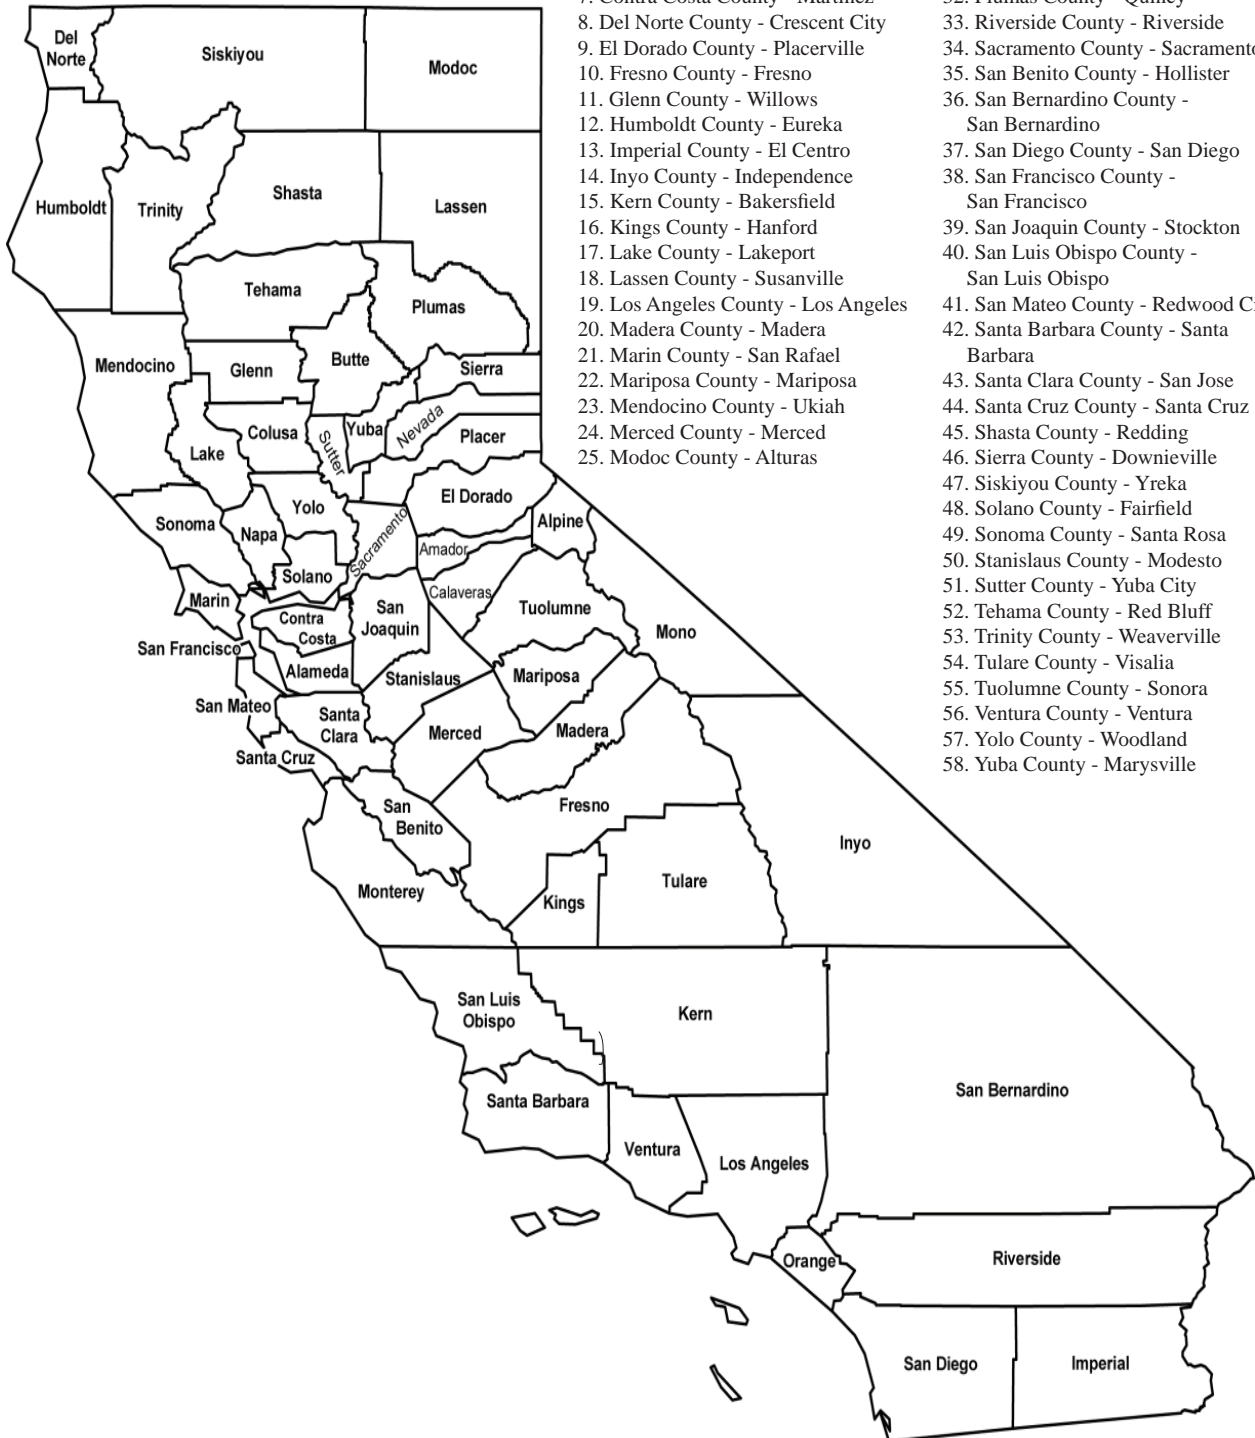 7. Contra Costa County - Martinez
8. Del Norte County - Crescent City
9. El Dorado County - Placerville
10. Fresno County - Fresno
11. Glenn County - Willows
12. Humboldt County - Eureka
13. Imperial County - El Centro
14. Inyo County - Independence
15. Kern County - Bakersfield
16. Kings County - Hanford
17. Lake County - Lakeport
18. Lassen County - Susanville
19. Los Angeles County - Los Angeles
20. Madera County - Madera
21. Marin County - San Rafael
22. Mariposa County - Mariposa
23. Mendocino County - Ukiah
24. Merced County - Merced
25. Modoc County - Alturas
32. Plumas County - Quincy
33. Riverside County - Riverside
34. Sacramento County - Sacramento
35. San Benito County - Hollister
36. San Bernardino County -
San Bernardino
37. San Diego County - San Diego
38. San Francisco County -
San Francisco
39. San Joaquin County - Stockton
40. San Luis Obispo County -
San Luis Obispo
41. San Mateo County - Redwood C
42. Santa Barbara County - Santa
Barbara
43. Santa Clara County - San Jose
44. Santa Cruz County - Santa Cruz
45. Shasta County - Redding
46. Sierra County - Downieville
47. Siskiyou County - Yreka
48. Solano County - Fairfield
49. Sonoma County - Santa Rosa
50. Stanislaus County - Modesto
51. Sutter County - Yuba City
52. Tehama County - Red Bluff
53. Trinity County - Weaverville
54. Tulare County - Visalia
55. Tuolumne County - Sonora
56. Ventura County - Ventura
57. Yolo County - Woodland
58. Yuba County - Marysville
Del
Norte
Siskiyou
Modoc
Humboldt
Trinity
Shasta
Lassen
Tehama
Plumas
Mendocino
Glenn
Butte
Sierra
Lake
Colusa
Sutter
Yuba
Nevada
Placer
Sonoma
Napa
Yolo
Sacramento
El Dorado
Alpine
Amador
Solano
Calaveras
Marin
Contra
Costa
San
Joaquin
Tuolumne
Mono
San Francisco
Alameda
Stanislaus
Mariposa
San Mateo
Santa
Clara
Merced
Madera
Santa Cruz
San
Benito
Fresno
Inyo
Monterey
Kings
Tulare
San Luis
Obispo
Kern
Santa Barbara
San Bernardino
Ventura
Los Angeles
Orange
Riverside
San Diego
Imperial